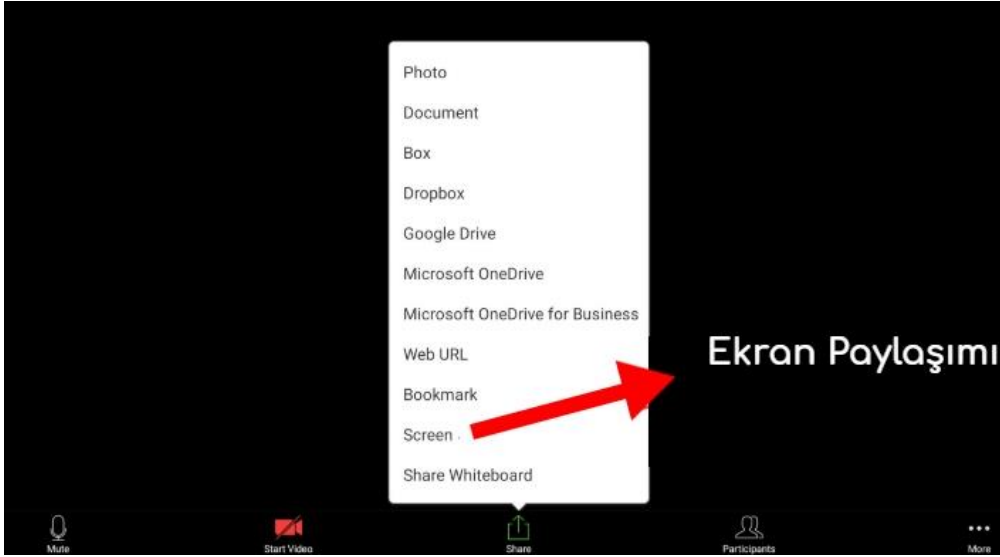 Photo
Document
Box
Dropbox
Google Drive
Microsoft OneDrive
Microsoft OneDrive for Business
Web URL
Ekran Paylaşımı
Bookmark
Screen
Share Whiteboard
Mute
Start Video
Share
Participants
More